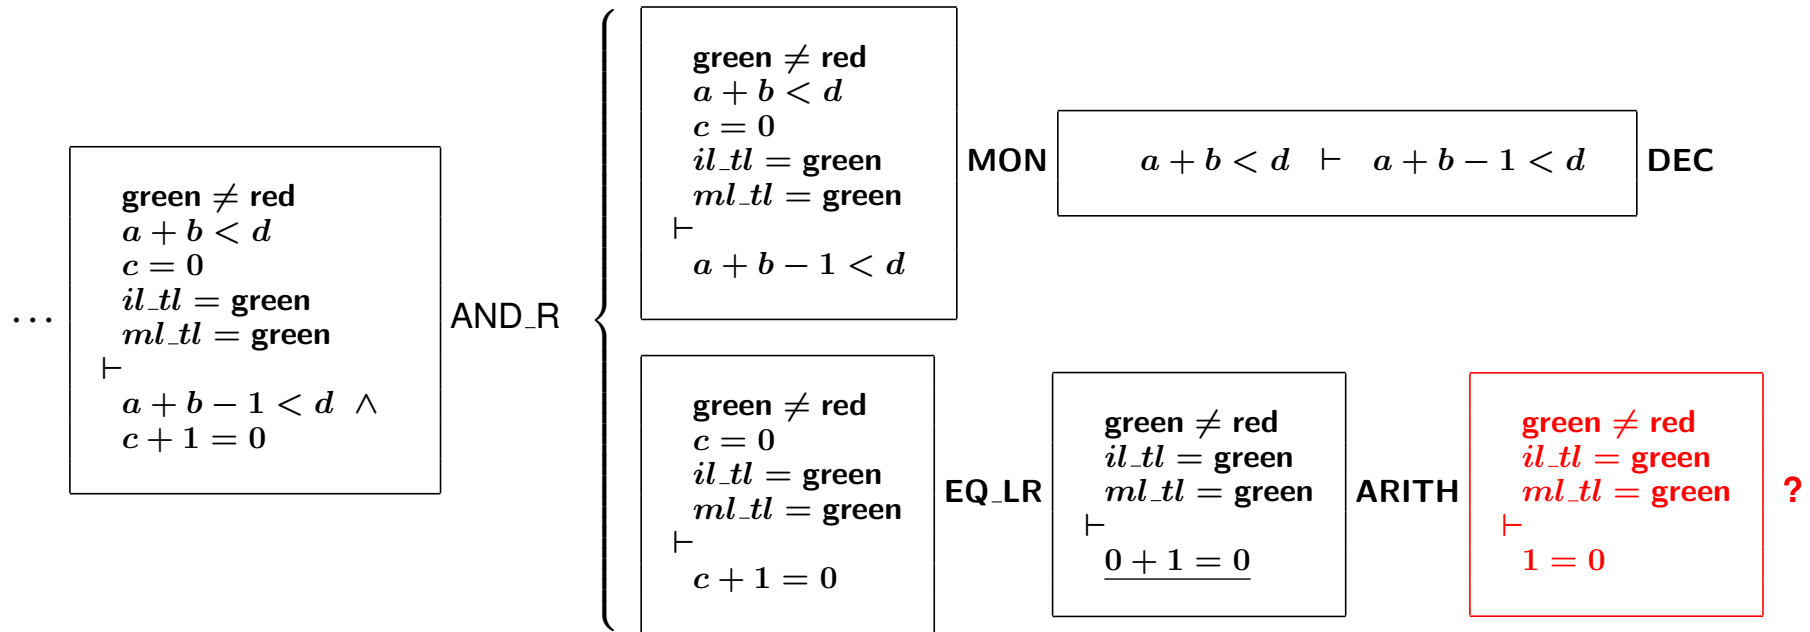 ...
green ≠ red
a + b < d
c = 0
il_tl = green
ml_tl = green
⊢
a + b − 1 < d ∧
c + 1 = 0
AND_R
green ≠ red
a + b < d
c = 0
il_tl = green
ml_tl = green
⊢
a + b − 1 < d
MON
a + b < d ⊢ a + b − 1 < d
DEC
green ≠ red
c = 0
il_tl = green
ml_tl = green
⊢
c + 1 = 0
EQ_LR
green ≠ red
il_tl = green
ml_tl = green
⊢
0 + 1 = 0
ARITH
green ≠ red
il_tl = green
ml_tl = green
⊢
1 = 0
?